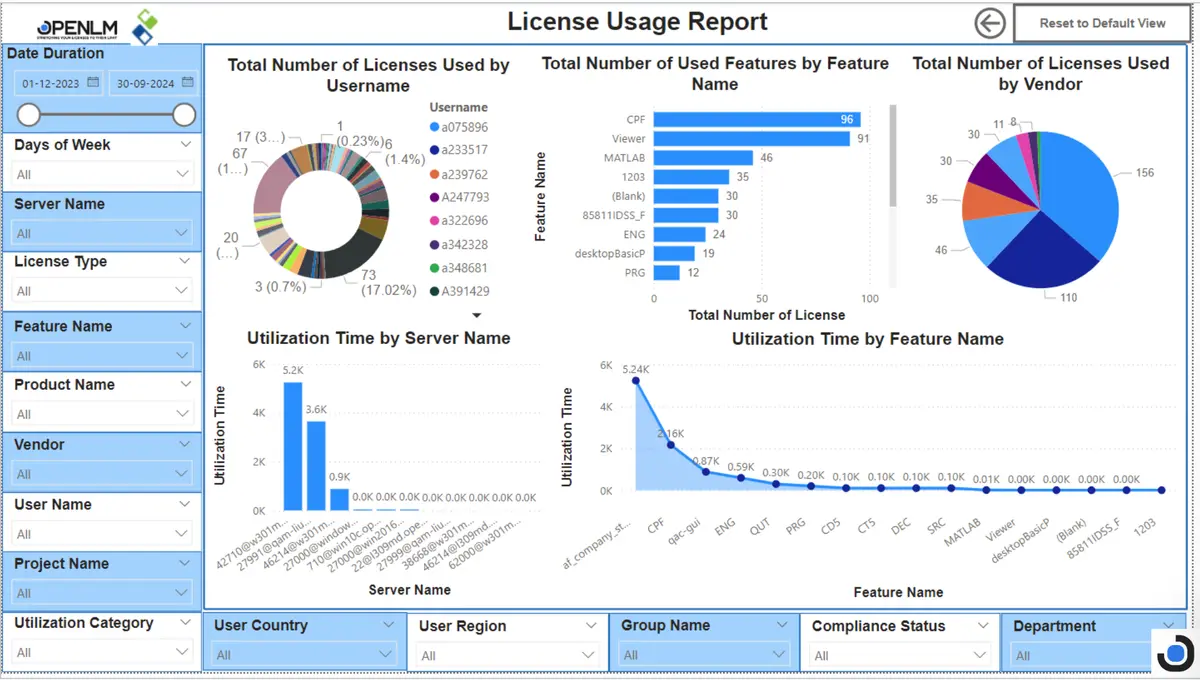 OPENLM
License Usage Report
Reset to Default View
Date Duration
01-12-2023
30-09-2024
Days of Week
All
Server Name
All
License Type
All
Feature Name
All
Product Name
All
Vendor
All
User Name
All
Project Name
All
Utilization Category
All
Total Number of Licenses Used by
Username
17 (3...)
1
(0.23%)
6
(1.4%)
67
(1...)
20
(...)
3 (0.7%)
73
(17.02%)
Username
a075896
a233517
a239762
A247793
a322696
a342328
a348681
A391429
Total Number of Used Features by Feature
Name
Feature Name
CPF 96
Viewer 91
MATLAB 46
1203 35
(Blank) 30
85811IDSS_F 30
ENG 24
desktopBasicP 19
PRG 12
0 50 100
Total Number of License
Total Number of Licenses Used
by Vendor
11 8
30
30
35
46
156
110
Utilization Time by Server Name
Utilization Time
6K
4K
2K
0K
5.2K
3.6K
0.9K
0.0K 0.0K 0.0K 0.0K 0.0K 0.0K 0.0K 0.0K
42710@w301m...
27991@qam-liu...
46214@w301m...
27000@window...
710@win10c.op...
27000@win2016...
22@l309md.ope...
27999@qam-liu...
38668@w301m...
46214@l309md...
62000@w301m...
Server Name
Utilization Time by Feature Name
Utilization Time
6K
4K
2K
0K
5.24K
2.16K
0.87K
0.59K
0.30K
0.20K
0.10K 0.10K 0.10K 0.10K
0.01K
0.00K 0.00K 0.00K 0.00K
af_company_st...
CPF
qac-gui
ENG
QUT
PRG
CD5
CT5
DEC
SRC
MATLAB
Viewer
desktopBasicP
(Blank)
85811IDSS_F
1203
Feature Name
User Country
All
User Region
All
Group Name
All
Compliance Status
All
Department
All